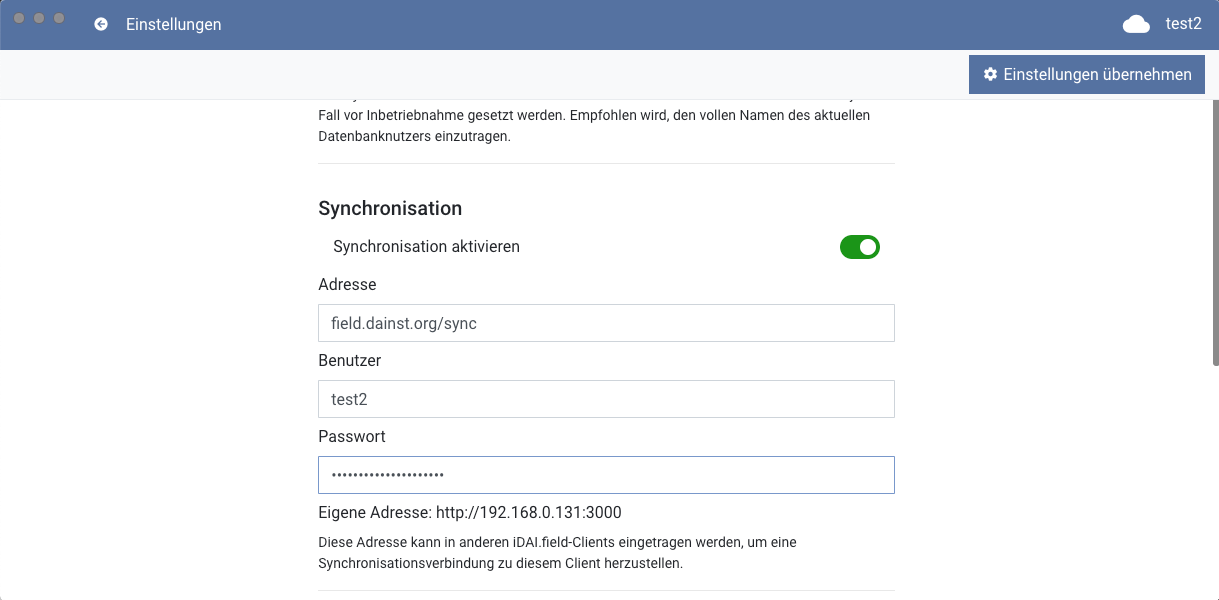 Einstellungen
test2
Einstellungen übernehmen
Fall vor Inbetriebnahme gesetzt werden. Empfohlen wird, den vollen Namen des aktuellen
Datenbanknutzers einzutragen.
Synchronisation
Synchronisation aktivieren
Adresse
field.dainst.org/sync
Benutzer
test2
Passwort
•••••••••••••••••••••
Eigene Adresse: http://192.168.0.131:3000
Diese Adresse kann in anderen iDAI.field-Clients eingetragen werden, um eine
Synchronisationsverbindung zu diesem Client herzustellen.